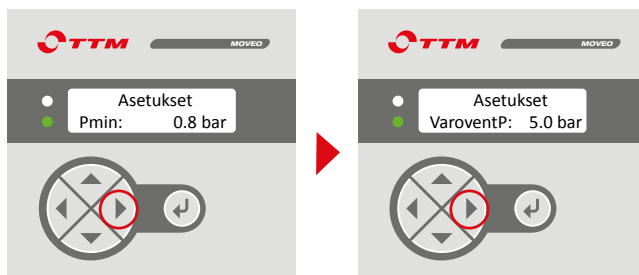 TTM MOVEO
Asetukset
Pmin: 0.8 bar
TTM MOVEO
Asetukset
VaroventP: 5.0 bar